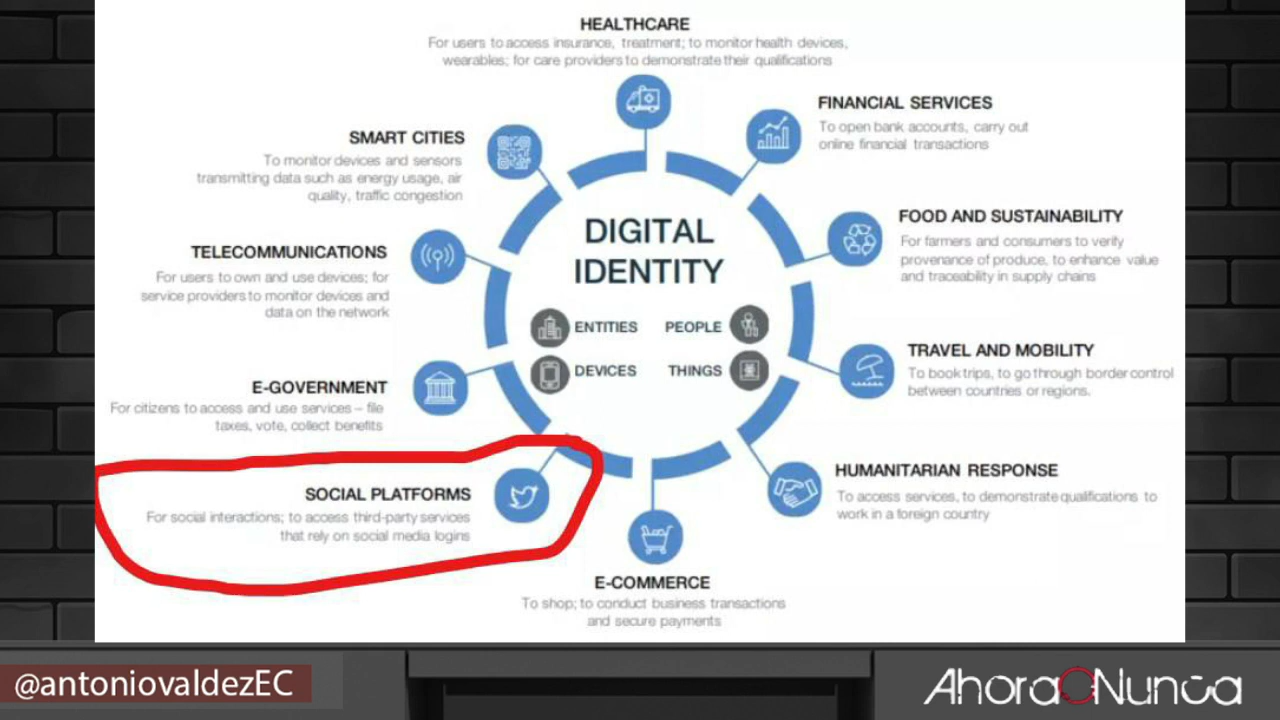 HEALTHCARE
For users to access insurance, treatment; to monitor health devices,
wearables; for care providers to demonstrate their qualifications
FINANCIAL SERVICES
To open bank accounts, carry out
online financial transactions
SMART CITIES
To monitor devices and sensors
transmitting data such as energy usage, air
quality, traffic congestion
FOOD AND SUSTAINABILITY
For farmers and consumers to verify
provenance of produce, to enhance value
and traceability in supply chains
DIGITAL
IDENTITY
TELECOMMUNICATIONS
For users to own and use devices; for
service providers to monitor devices and
data on the network
ENTITIES
PEOPLE
DEVICES
THINGS
TRAVEL AND MOBILITY
To book trips, to go through border control
between countries or regions.
E-GOVERNMENT
For citizens to access and use services – file
taxes, vote, collect benefits
HUMANITARIAN RESPONSE
To access services, to demonstrate qualifications to
work in a foreign country
SOCIAL PLATFORMS
For social interactions; to access third-party services
that rely on social media logins
E-COMMERCE
To shop; to conduct business transactions
and secure payments
@antoniovaldezEC
AhoraONunca